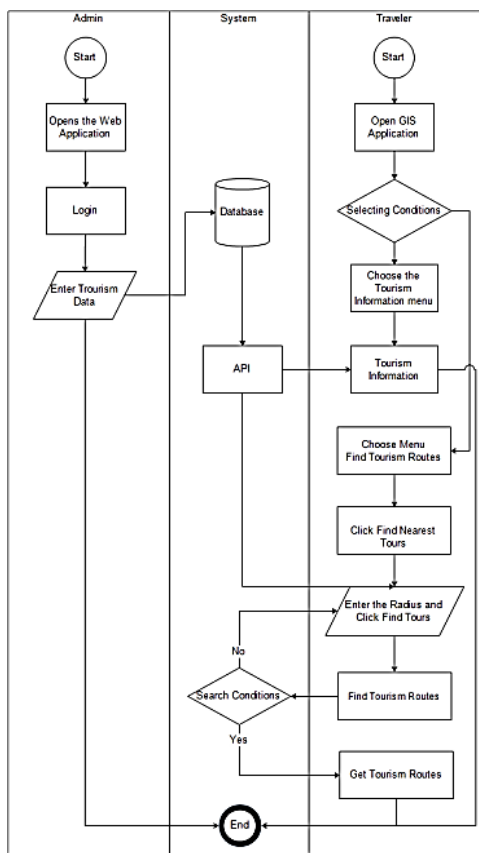 Admin
System
Traveler
Start
Opens the Web
Application
Login
Enter Trourism
Data
Database
API
Start
Open GIS
Application
Selecting Conditions
Choose the
Tourism
Information menu
Tourism
Information
Choose Menu
Find Tourism Routes
Click Find Nearest
Tours
Enter the Radius and
Click Find Tours
No
Search Conditions
Find Tourism Routes
Yes
Get Tourism Routes
End